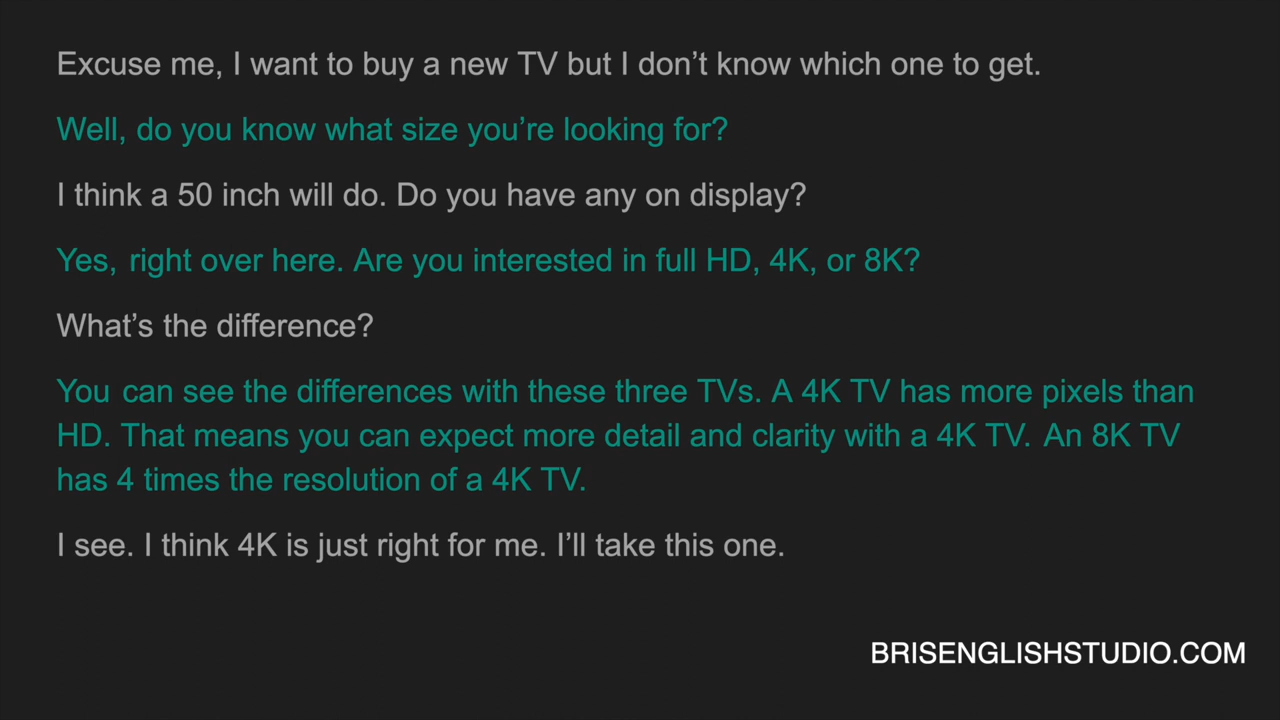 Excuse me, I want to buy a new TV but I don’t know which one to get.
Well, do you know what size you’re looking for?
I think a 50 inch will do. Do you have any on display?
Yes, right over here. Are you interested in full HD, 4K, or 8K?
What’s the difference?
You can see the differences with these three TVs. A 4K TV has more pixels than
HD. That means you can expect more detail and clarity with a 4K TV. An 8K TV
has 4 times the resolution of a 4K TV.
I see. I think 4K is just right for me. I’ll take this one.
BRISENGLISHSTUDIO.COM